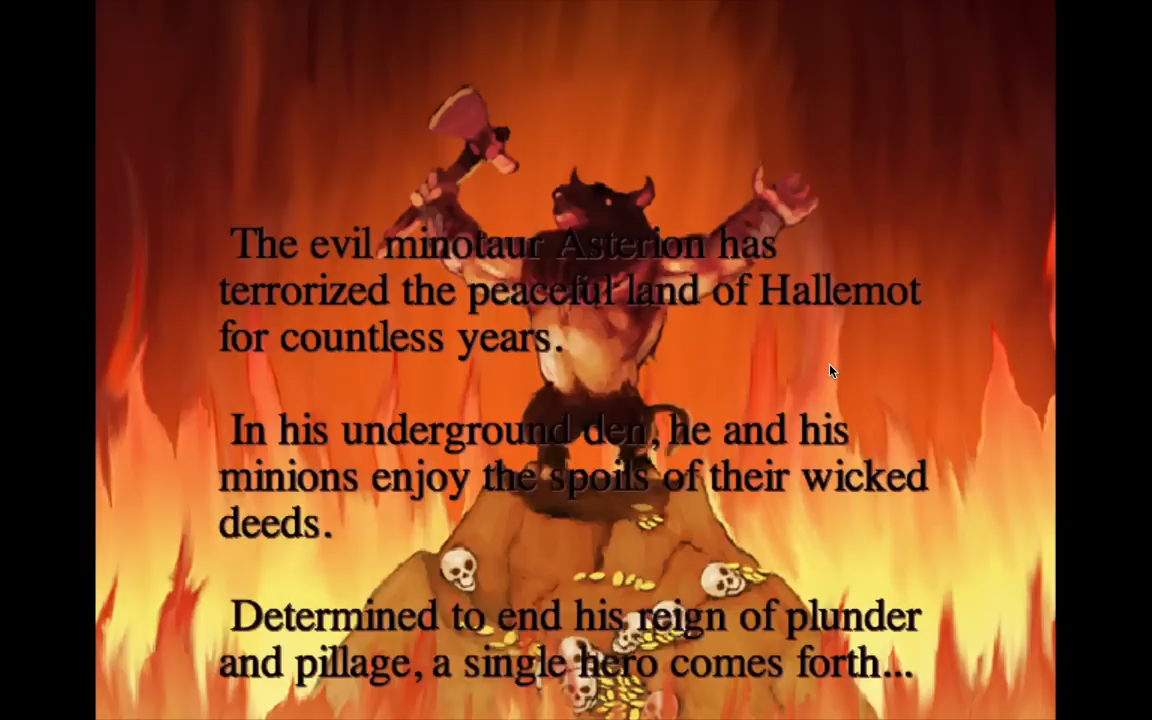 The evil minotaur Asterion has
terrorized the peaceful land of Hallemot
for countless years.
In his underground den, he and his
minions enjoy the spoils of their wicked
deeds.
Determined to end his reign of plunder
and pillage, a single hero comes forth...